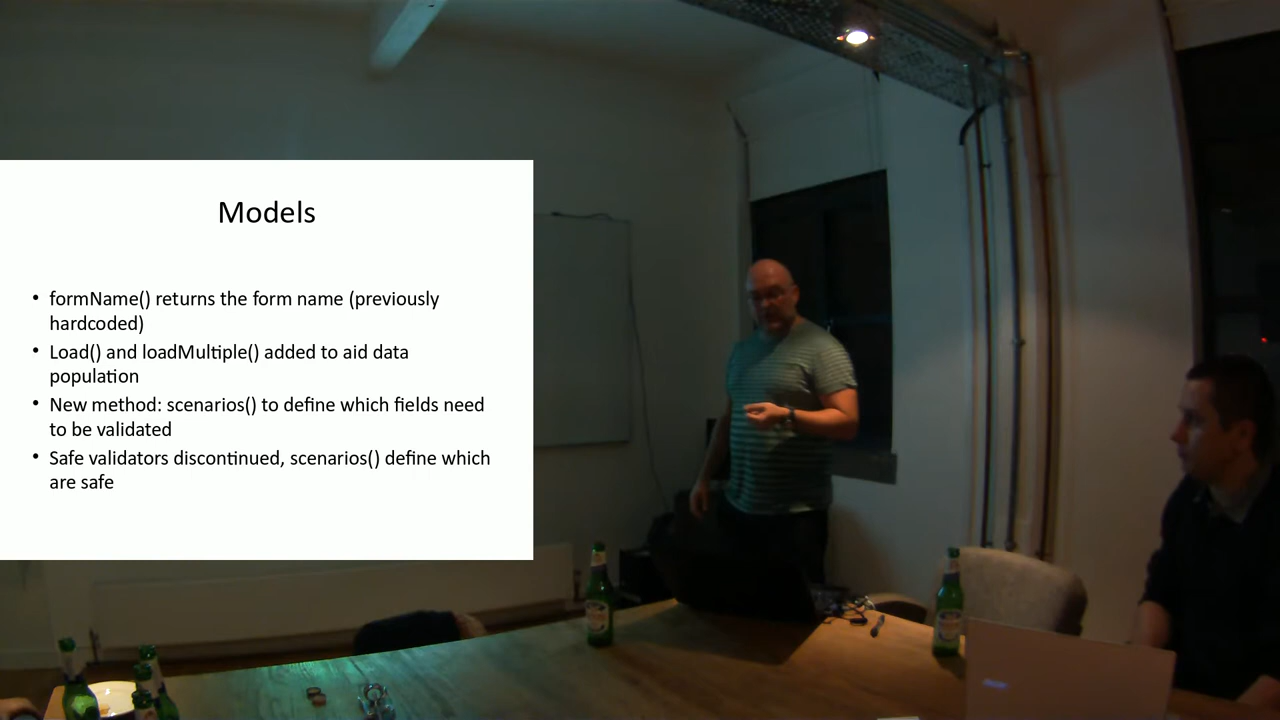 Models
• formName() returns the form name (previously
hardcoded)
• Load() and loadMultiple() added to aid data
population
• New method: scenarios() to define which fields need
to be validated
• Safe validators discontinued, scenarios() define which
are safe